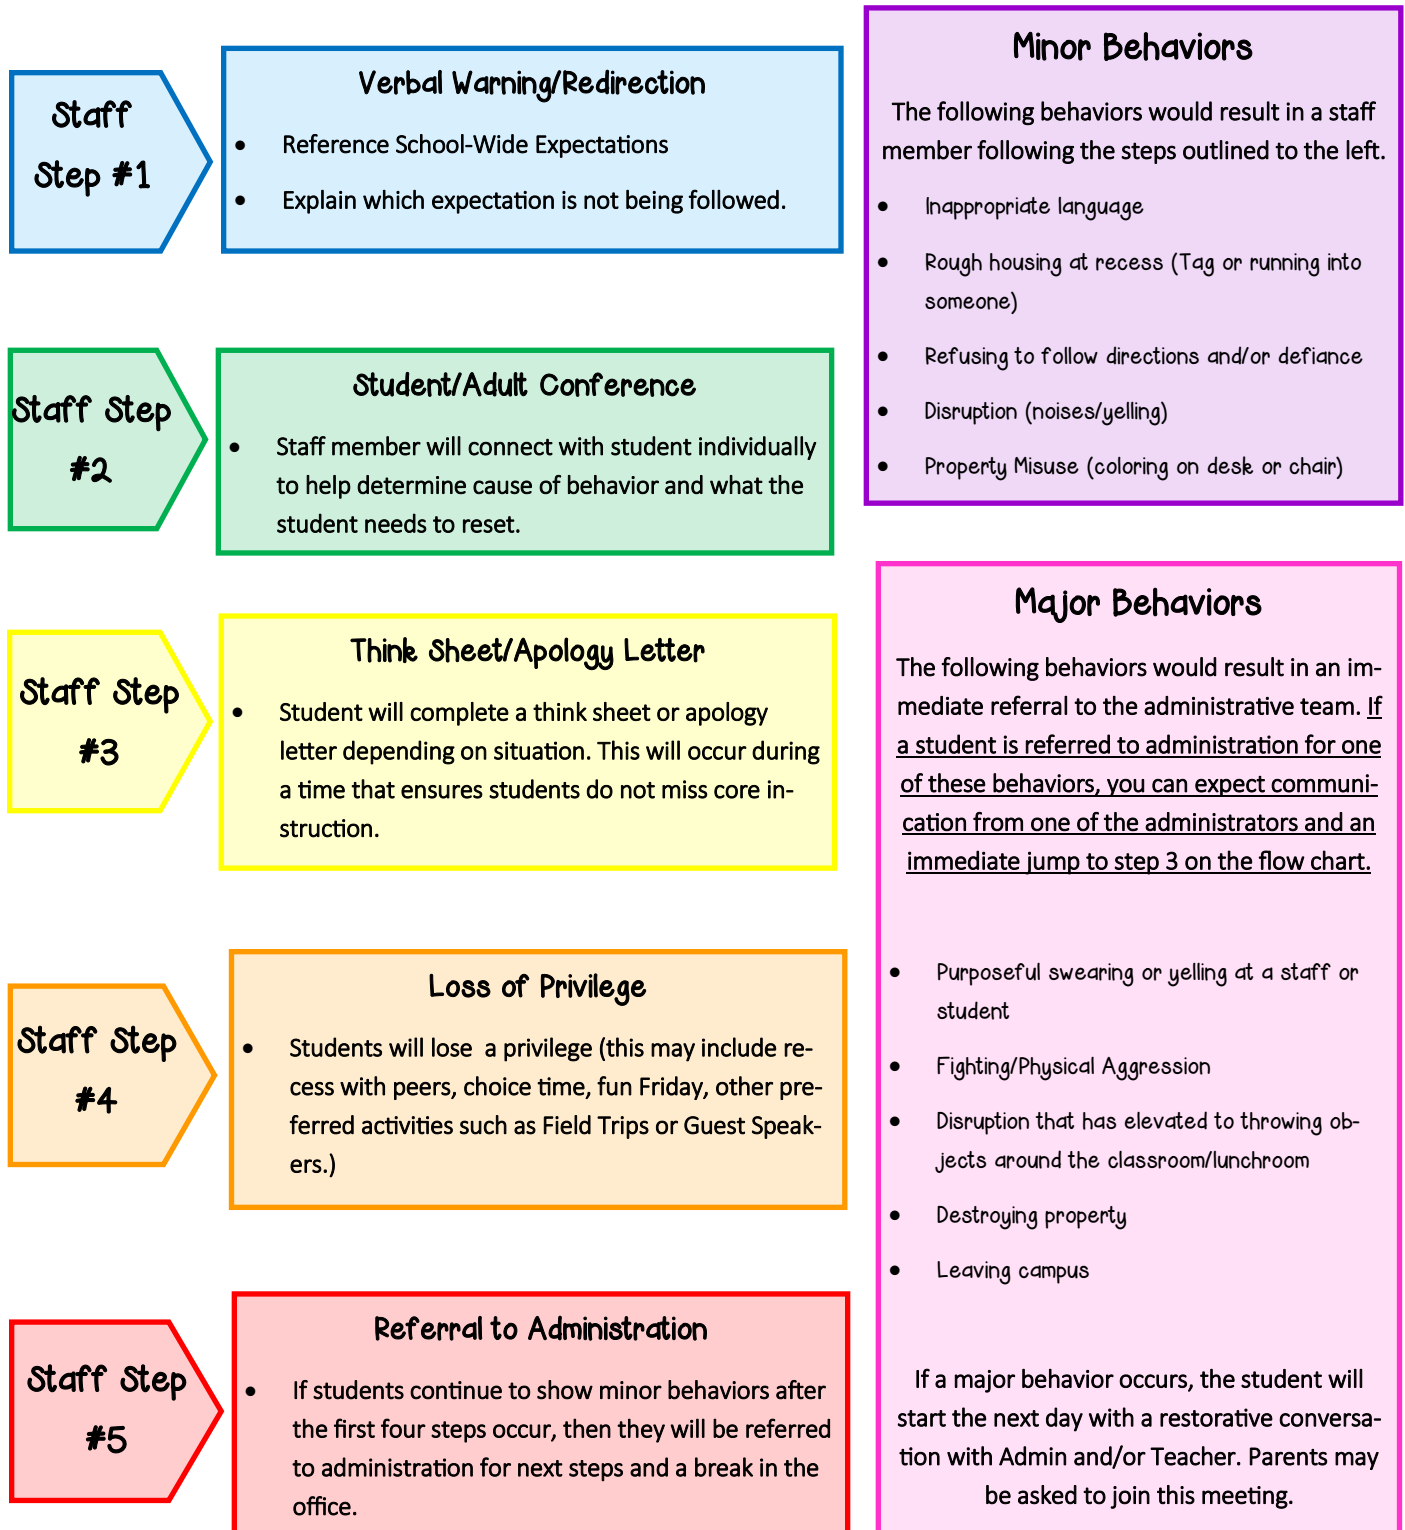 Staff
Step #1
Verbal Warning/Redirection
• Reference School-Wide Expectations
• Explain which expectation is not being followed.
Staff Step
#2
Student/Adult Conference
• Staff member will connect with student individually
to help determine cause of behavior and what the
student needs to reset.
Staff Step
#3
Think Sheet/Apology Letter
• Student will complete a think sheet or apology
letter depending on situation. This will occur during
a time that ensures students do not miss core in-
struction.
Staff Step
#4
Loss of Privilege
• Students will lose  a privilege (this may include re-
cess with peers, choice time, fun Friday, other pre-
ferred activities such as Field Trips or Guest Speak-
ers.)
Staff Step
#5
Referral to Administration
• If students continue to show minor behaviors after
the first four steps occur, then they will be referred
to administration for next steps and a break in the
office.
Minor Behaviors
The following behaviors would result in a staff
member following the steps outlined to the left.
• Inappropriate language
• Rough housing at recess (Tag or running into
someone)
• Refusing to follow directions and/or defiance
• Disruption (noises/yelling)
• Property Misuse (coloring on desk or chair)
Major Behaviors
The following behaviors would result in an im-
mediate referral to the administrative team. If
a student is referred to administration for one
of these behaviors, you can expect communi-
cation from one of the administrators and an
immediate jump to step 3 on the flow chart.
• Purposeful swearing or yelling at a staff or
student
• Fighting/Physical Aggression
• Disruption that has elevated to throwing ob-
jects around the classroom/lunchroom
• Destroying property
• Leaving campus
If a major behavior occurs, the student will
start the next day with a restorative conversa-
tion with Admin and/or Teacher. Parents may
be asked to join this meeting.